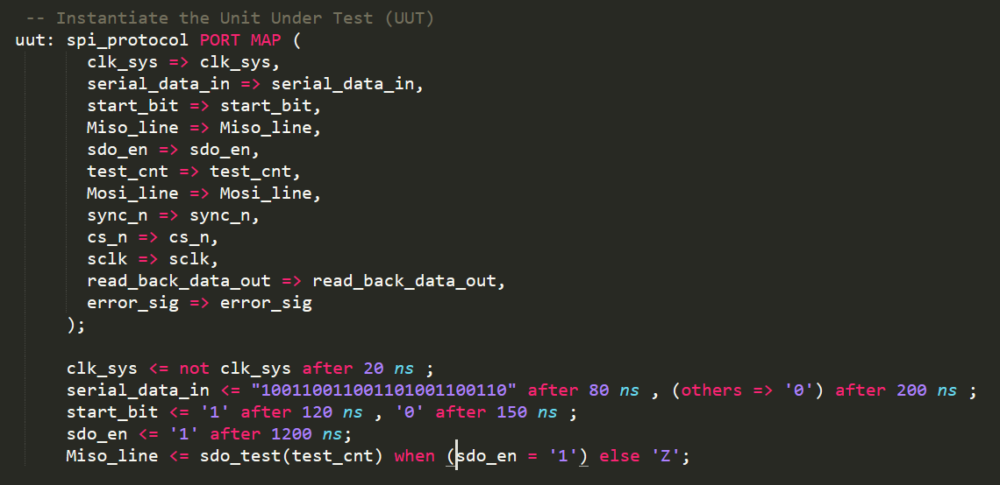 -- Instantiate the Unit Under Test (UUT)
uut: spi_protocol PORT MAP (
clk_sys => clk_sys,
serial_data_in => serial_data_in,
start_bit => start_bit,
Miso_line => Miso_line,
sdo_en => sdo_en,
test_cnt => test_cnt,
Mosi_line => Mosi_line,
sync_n => sync_n,
cs_n => cs_n,
sclk => sclk,
read_back_data_out => read_back_data_out,
error_sig => error_sig
);
clk_sys <= not clk_sys after 20 ns ;
serial_data_in <= "100110011001101001100110" after 80 ns , (others => '0') after 200 ns ;
start_bit <= '1' after 120 ns , '0' after 150 ns ;
sdo_en <= '1' after 1200 ns;
Miso_line <= sdo_test(test_cnt) when (sdo_en = '1') else 'Z';